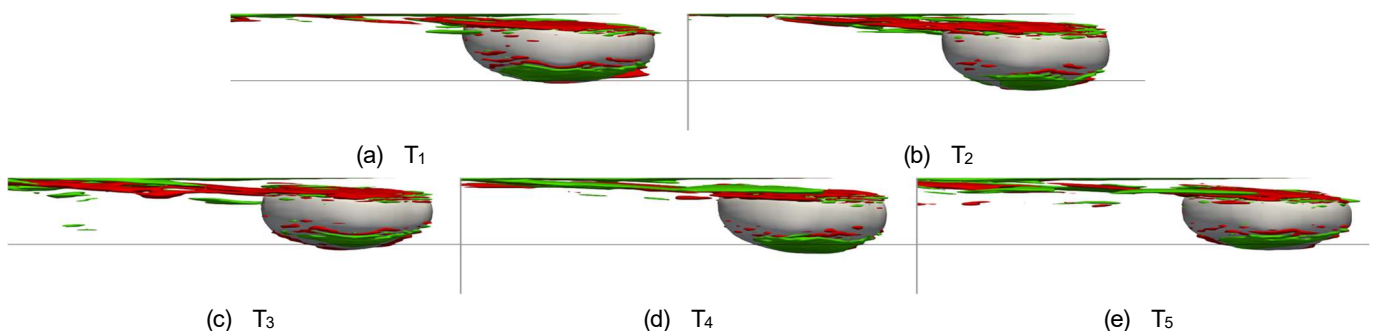 (a) T₁
(b) T₂
(c) T₃
(d) T₄
(e) T₅